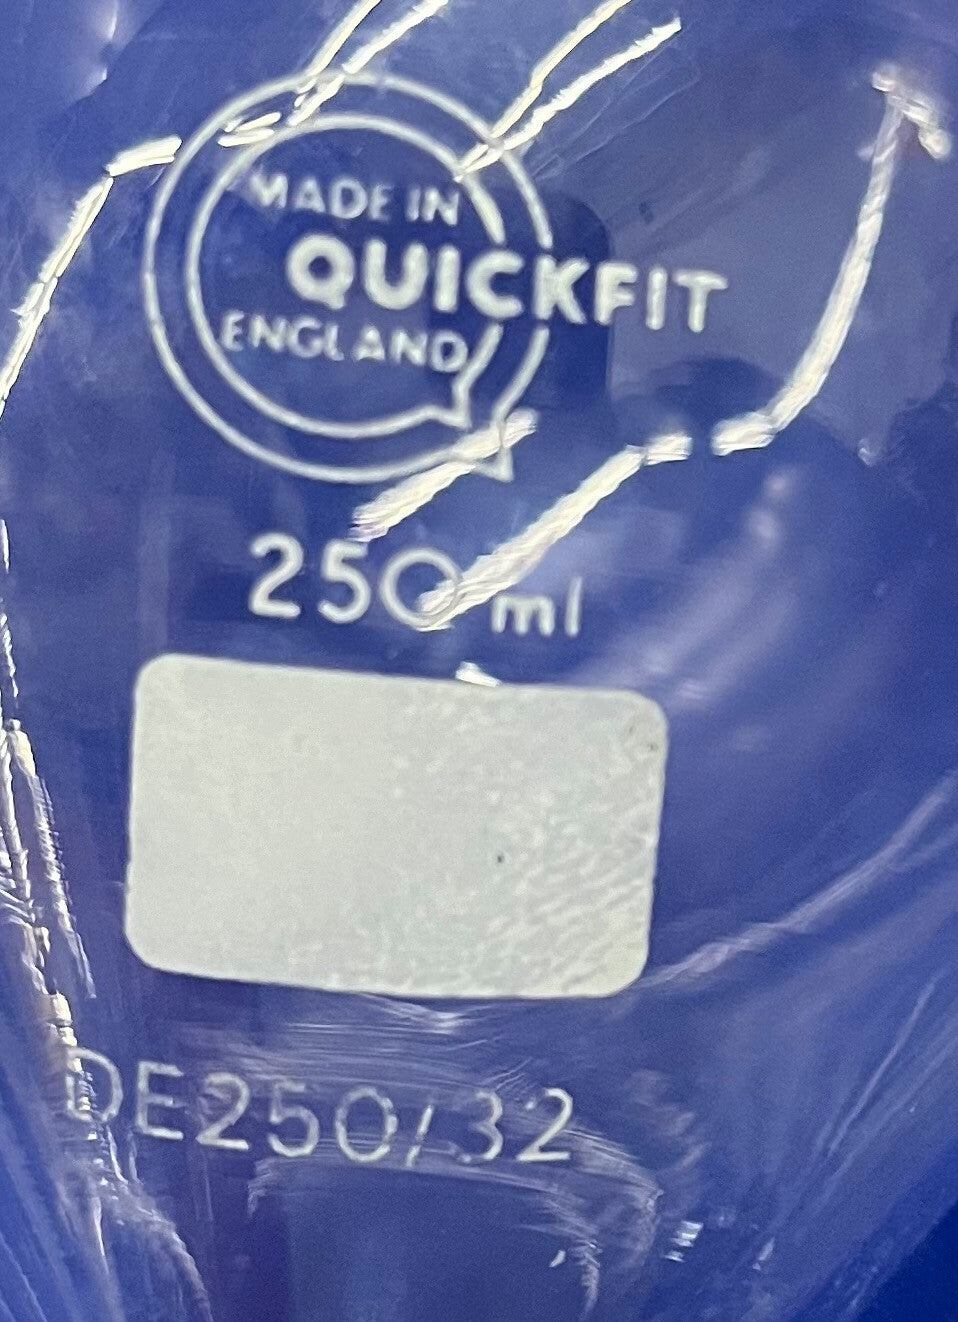 MADE IN
QUICKFIT
ENGLAND
250 ml
DE250/32